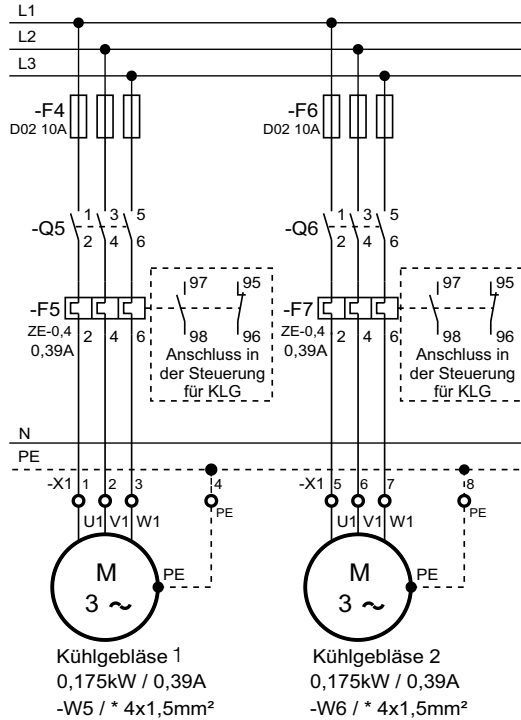 L1
L2
L3
-F4
D02 10A
-F6
D02 10A
-Q5
1 3 5
2 4 6
-Q6
1 3 5
2 4 6
-F5
ZE-0,4
0,39A
2 4 6
97 95
98 96
Anschluss in
der Steuerung
für KLG
-F7
ZE-0,4
0,39A
2 4 6
97 95
98 96
Anschluss in
der Steuerung
für KLG
N
PE
-X1 1 2 3 4
PE
U1 V1 W1
M
3 ~
PE
-X1 5 6 7 8
PE
U1 V1 W1
M
3 ~
PE
Kühlgebläse 1
0,175kW / 0,39A
-W5 / * 4x1,5mm²
Kühlgebläse 2
0,175kW / 0,39A
-W6 / * 4x1,5mm²